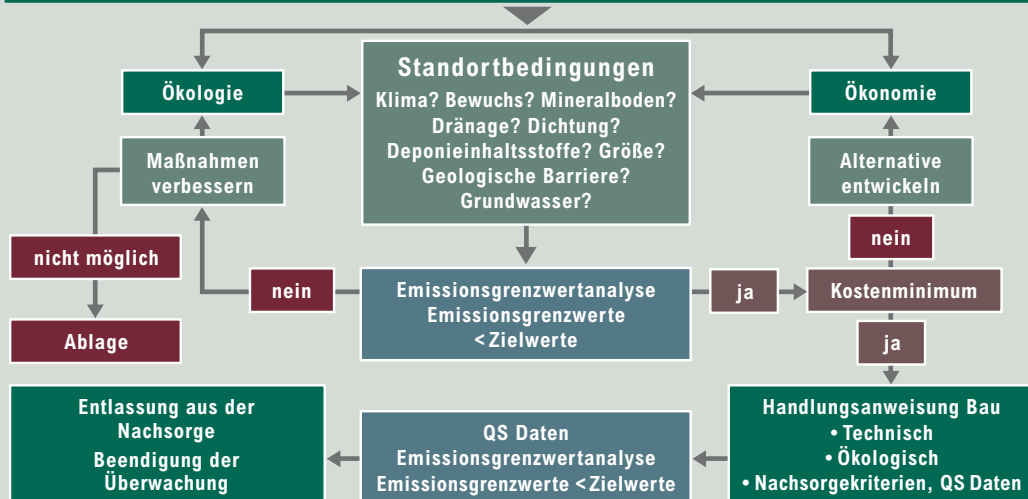 Ökologie
Standortbedingungen
Klima? Bewuchs? Mineralboden?
Dränage? Dichtung?
Deponieinhaltsstoffe? Größe?
Geologische Barriere?
Grundwasser?
Ökonomie
Maßnahmen
verbessern
Alternative
entwickeln
nicht möglich
nein
nein
Emissionsgrenzwertanalyse
Emissionsgrenzwerte
< Zielwerte
ja
Kostenminimum
Ablage
ja
Entlassung aus der
Nachsorge
Beendigung der
Überwachung
QS Daten
Emissionsgrenzwertanalyse
Emissionsgrenzwerte < Zielwerte
Handlungsanweisung Bau
• Technisch
• Ökologisch
• Nachsorgekriterien, QS Daten